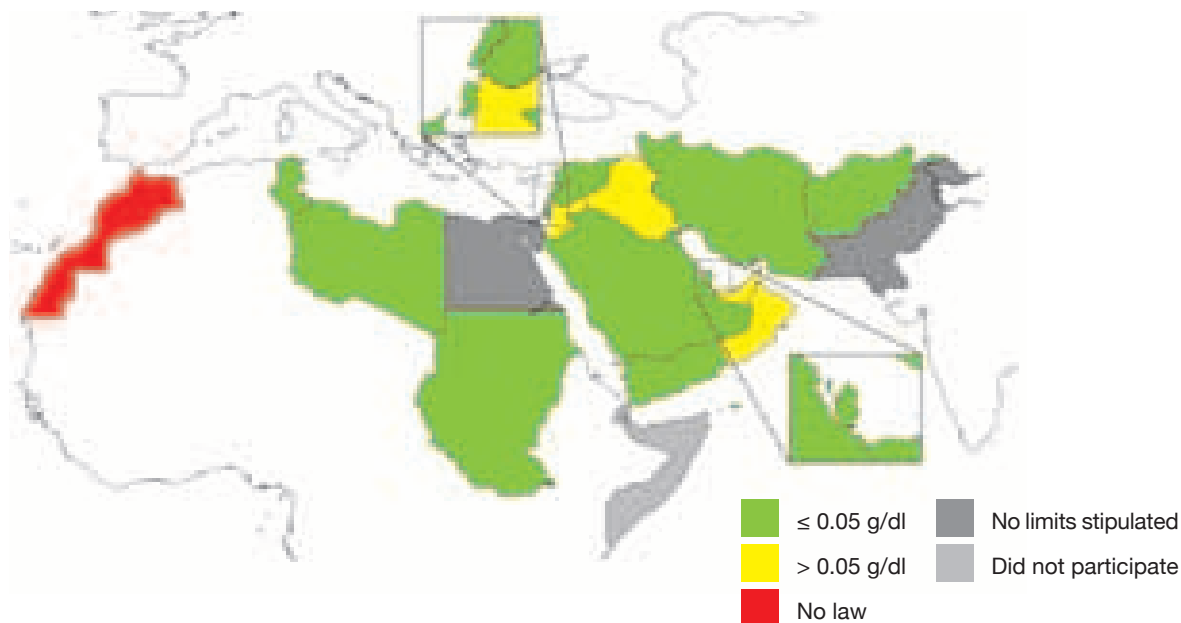 ≤ 0.05 g/dl
> 0.05 g/dl
No law
No limits stipulated
Did not participate